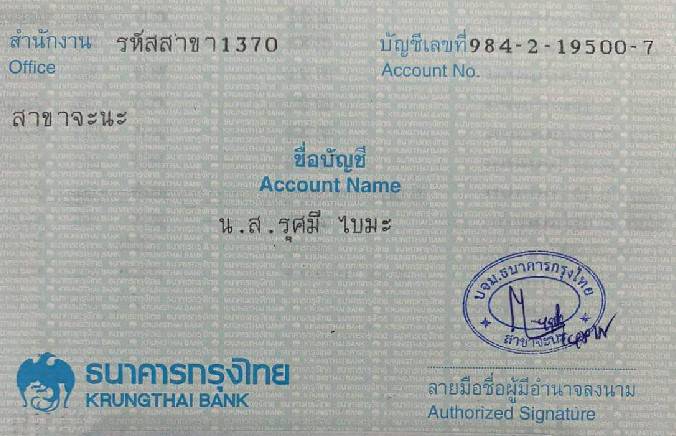 สำนักงาน รหัสสาขา1370 บัญชีเลขที่984-2-19500-7
Office Account No.
สาขาจะนะ
ชื่อบัญชี
Account Name
น.ส.รุศมี ไบมะ
บจม.ธนาคารกรุงไทย
สาขาจะนะ
ธนาคารกรุงไทย
KRUNGTHAI BANK
ลายมือชื่อผู้มีอำนาจลงนาม
Authorized Signature